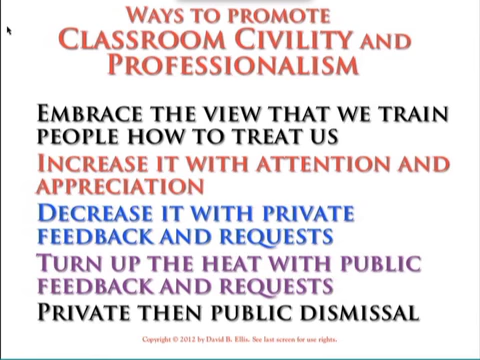 Ways to promote
Classroom Civility and
Professionalism
Embrace the view that we train
people how to treat us
Increase it with attention and
appreciation
Decrease it with private
feedback and requests
Turn up the heat with public
feedback and requests
Private then public dismissal
Copyright © 2012 by David B. Ellis. See last screen for use rights.